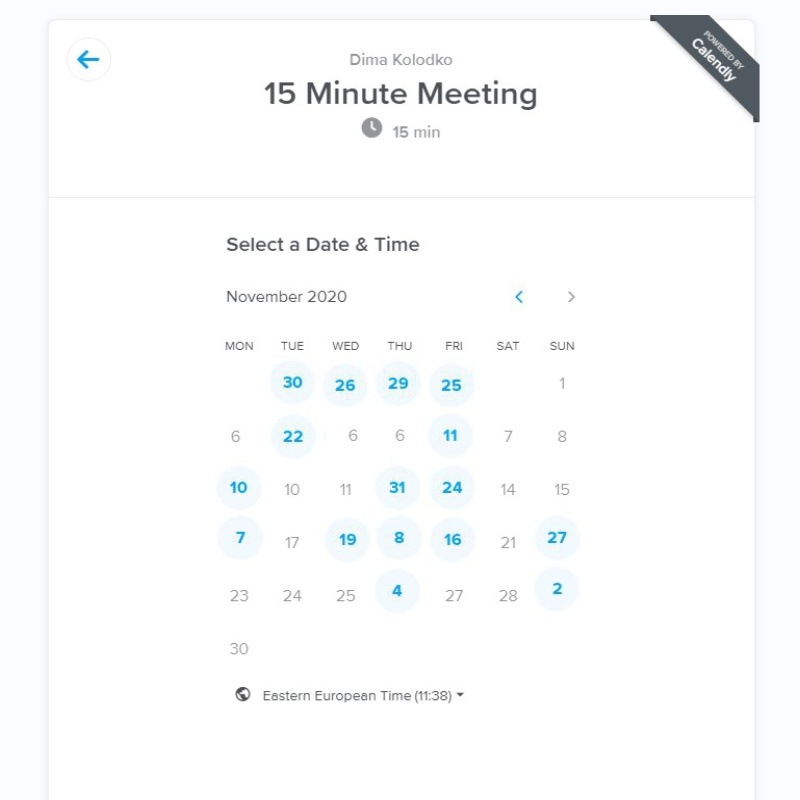 POWERED BY
Calendly
Dima Kolodko
15 Minute Meeting
15 min
Select a Date & Time
November 2020
MON TUE WED THU FRI SAT SUN
30 26 29 25 1
6 22 6 6 11 7 8
10 10 11 31 24 14 15
7 17 19 8 16 21 27
23 24 25 4 27 28 2
30
Eastern European Time (11:38)